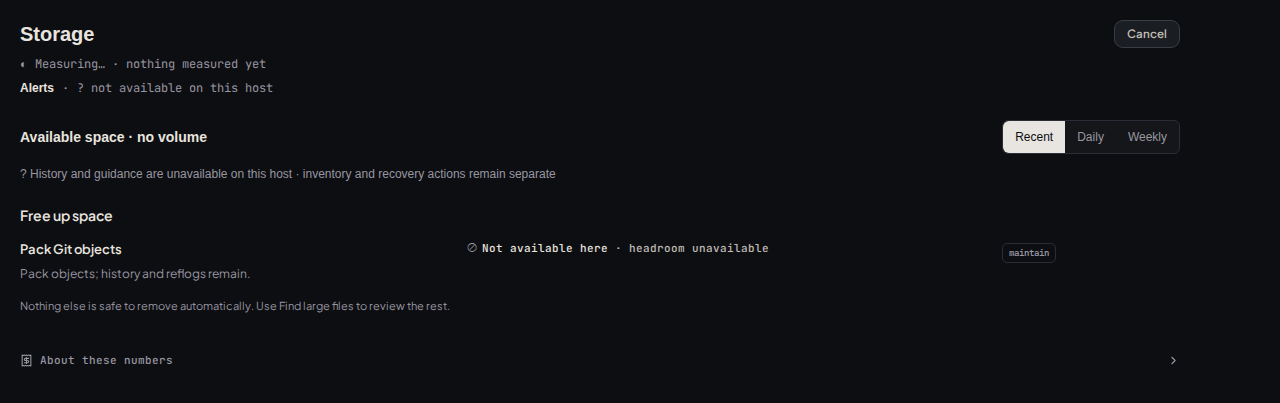 Storage
Cancel
Measuring… · nothing measured yet
Alerts · ? not available on this host
Available space · no volume
Recent Daily Weekly
? History and guidance are unavailable on this host · inventory and recovery actions remain separate
Free up space
Pack Git objects
Not available here · headroom unavailable
maintain
Pack objects; history and reflogs remain.
Nothing else is safe to remove automatically. Use Find large files to review the rest.
About these numbers